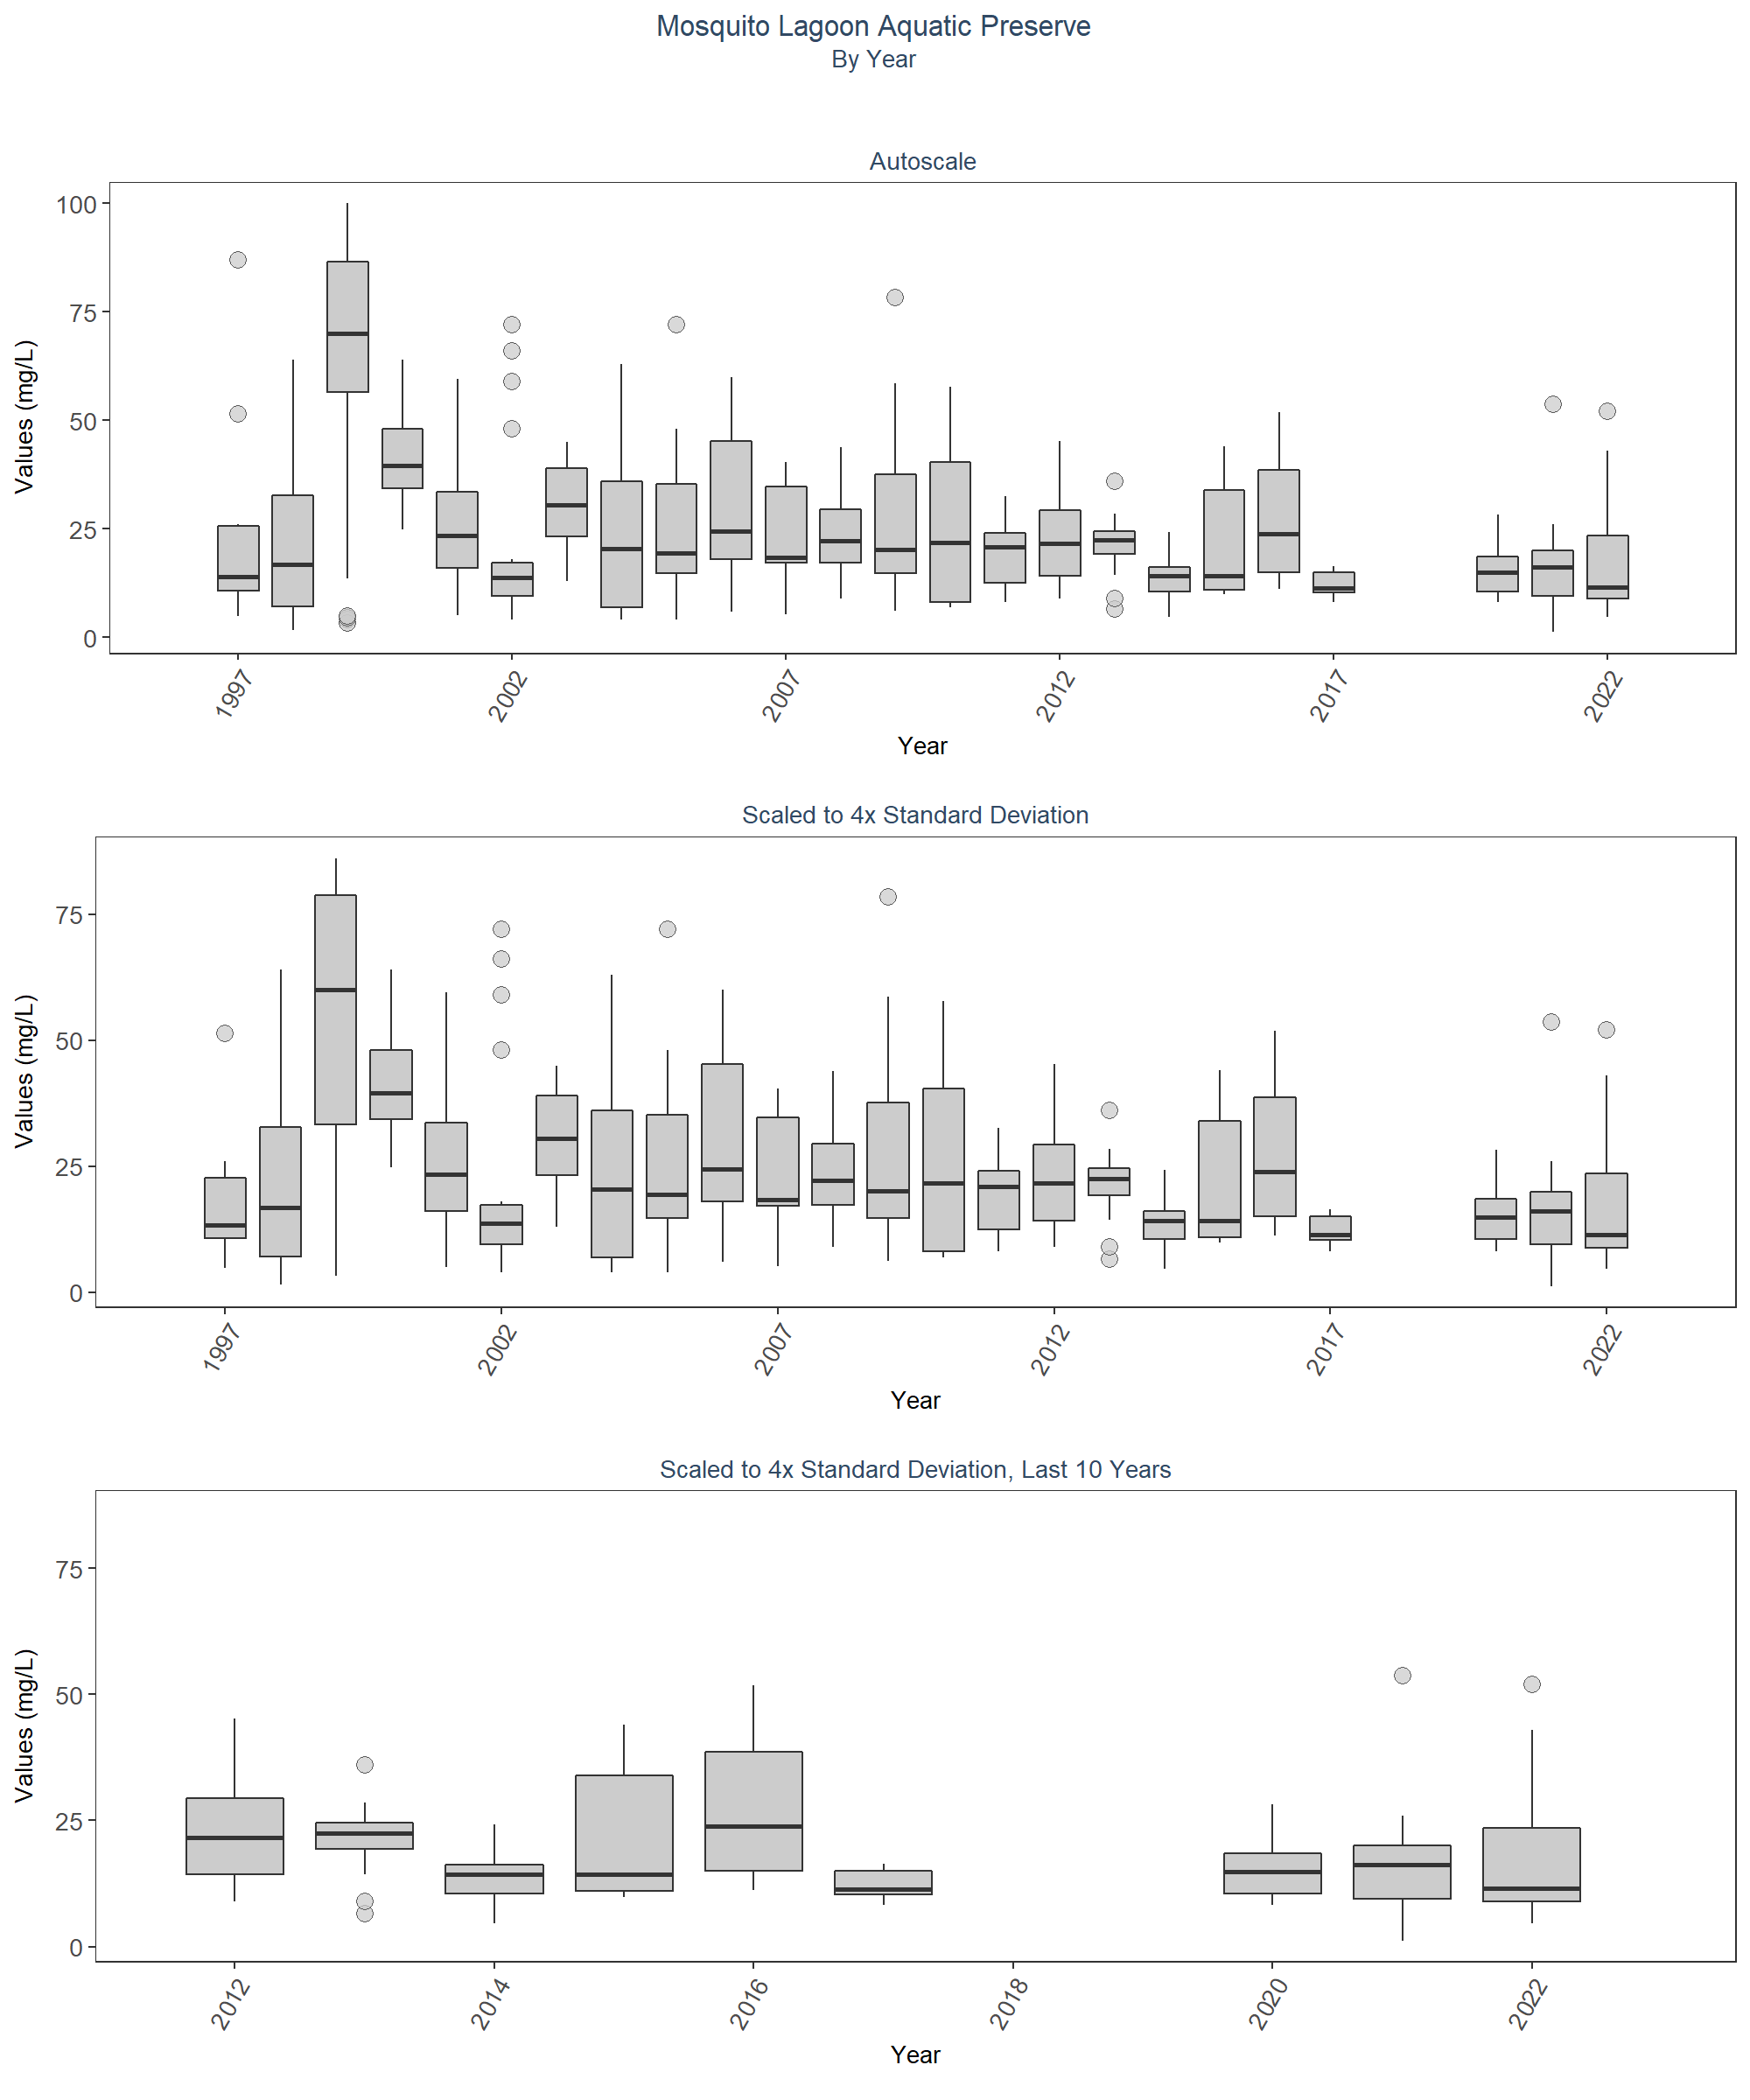 Mosquito Lagoon Aquatic Preserve
By Year
Autoscale
Values (mg/L)
100
75
50
25
0
1997
2002
2007
2012
2017
2022
Year
Scaled to 4x Standard Deviation
Values (mg/L)
75
50
25
0
1997
2002
2007
2012
2017
2022
Year
Scaled to 4x Standard Deviation, Last 10 Years
Values (mg/L)
75
50
25
0
2012
2014
2016
2018
2020
2022
Year